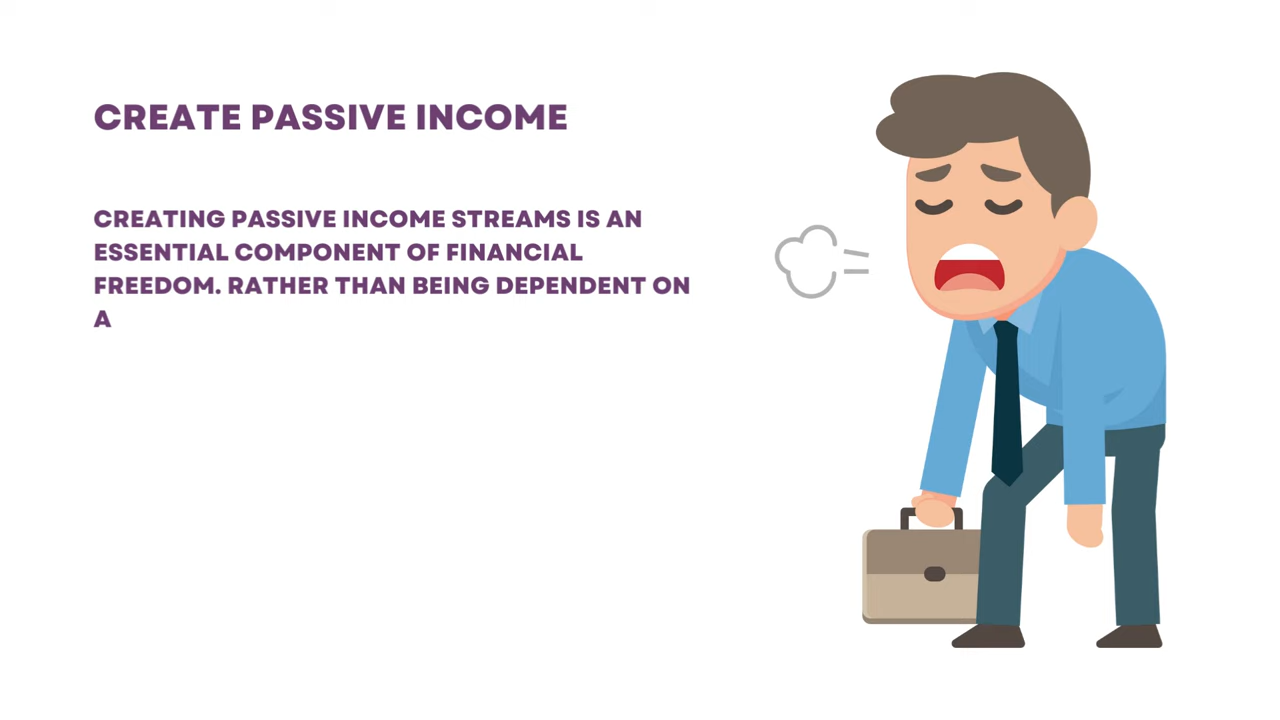 CREATE PASSIVE INCOME
CREATING PASSIVE INCOME STREAMS IS AN
ESSENTIAL COMPONENT OF FINANCIAL
FREEDOM. RATHER THAN BEING DEPENDENT ON
A